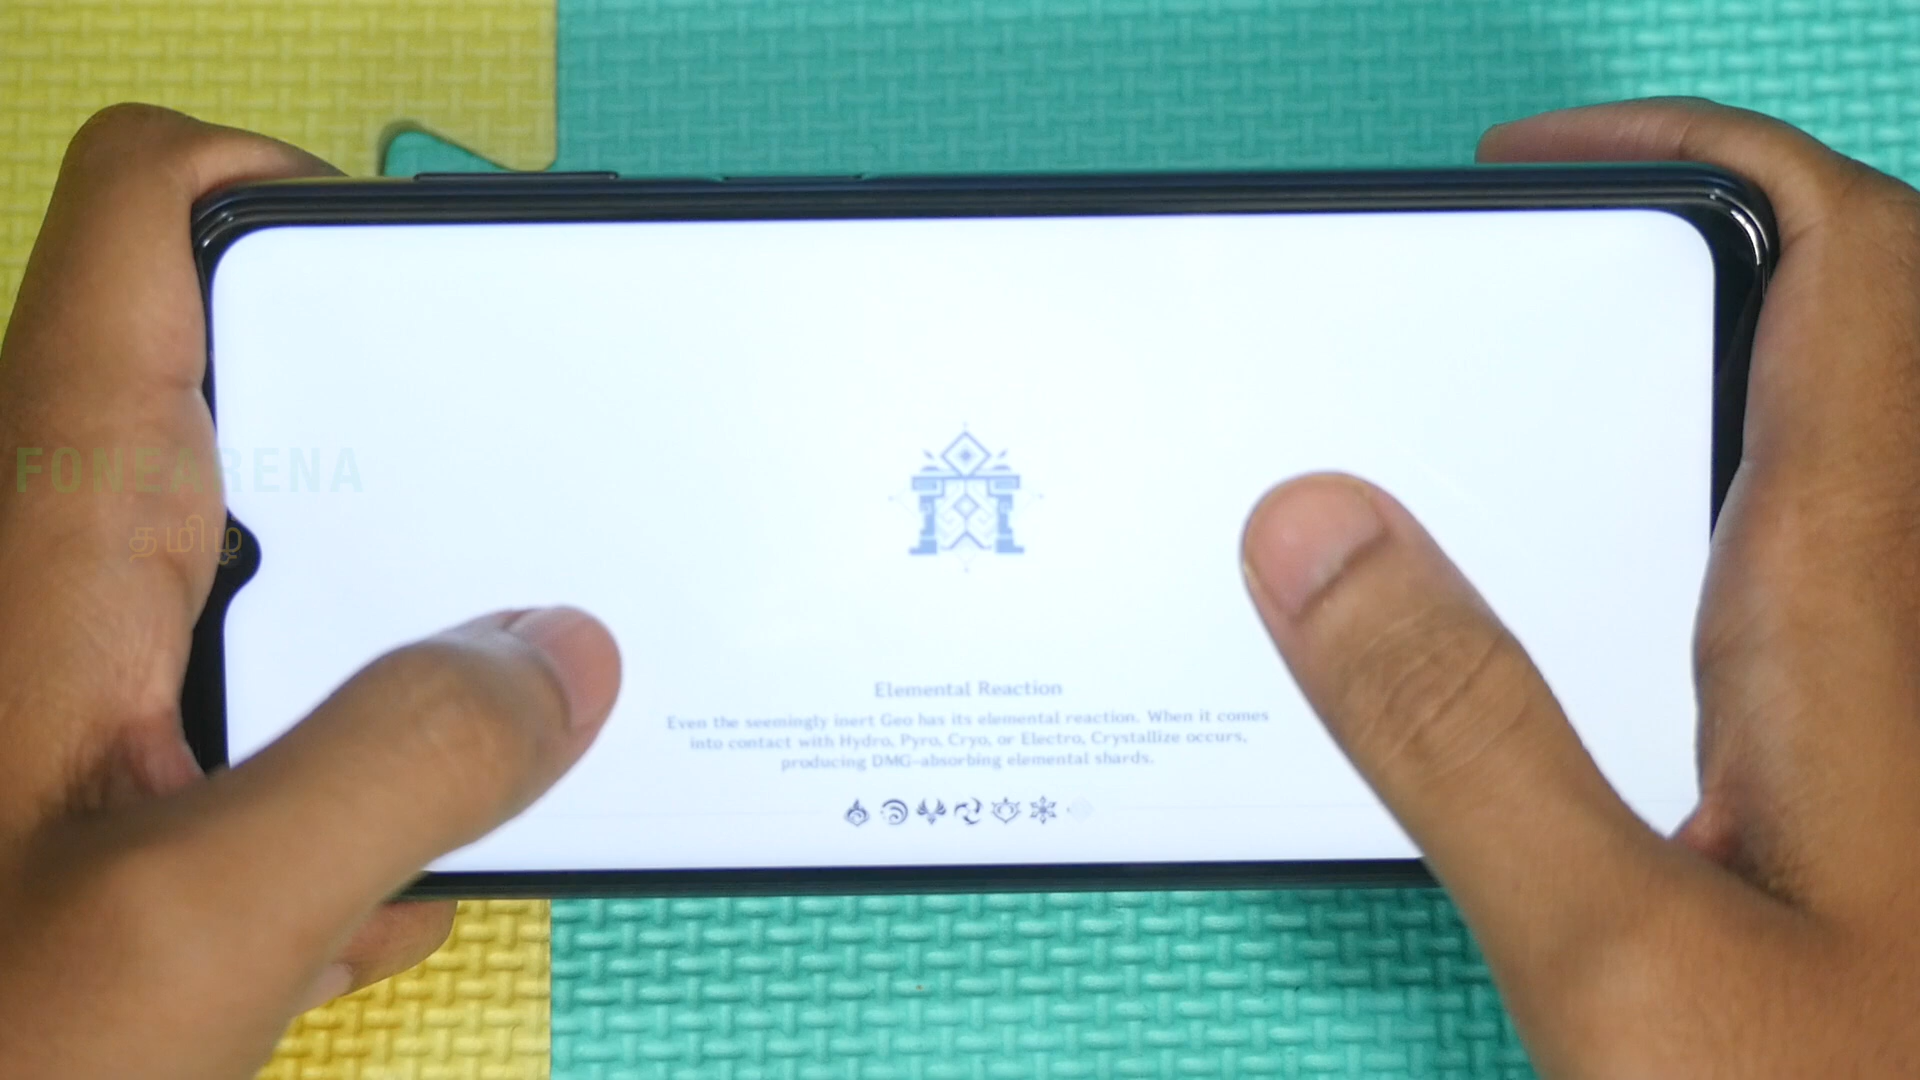 FONEARENA
தமிழ்
Elemental Reaction
Even the seemingly inert Geo has its elemental reaction. When it comes
into contact with Hydro, Pyro, Cryo, or Electro, Crystallize occurs,
producing DMG-absorbing elemental shards.